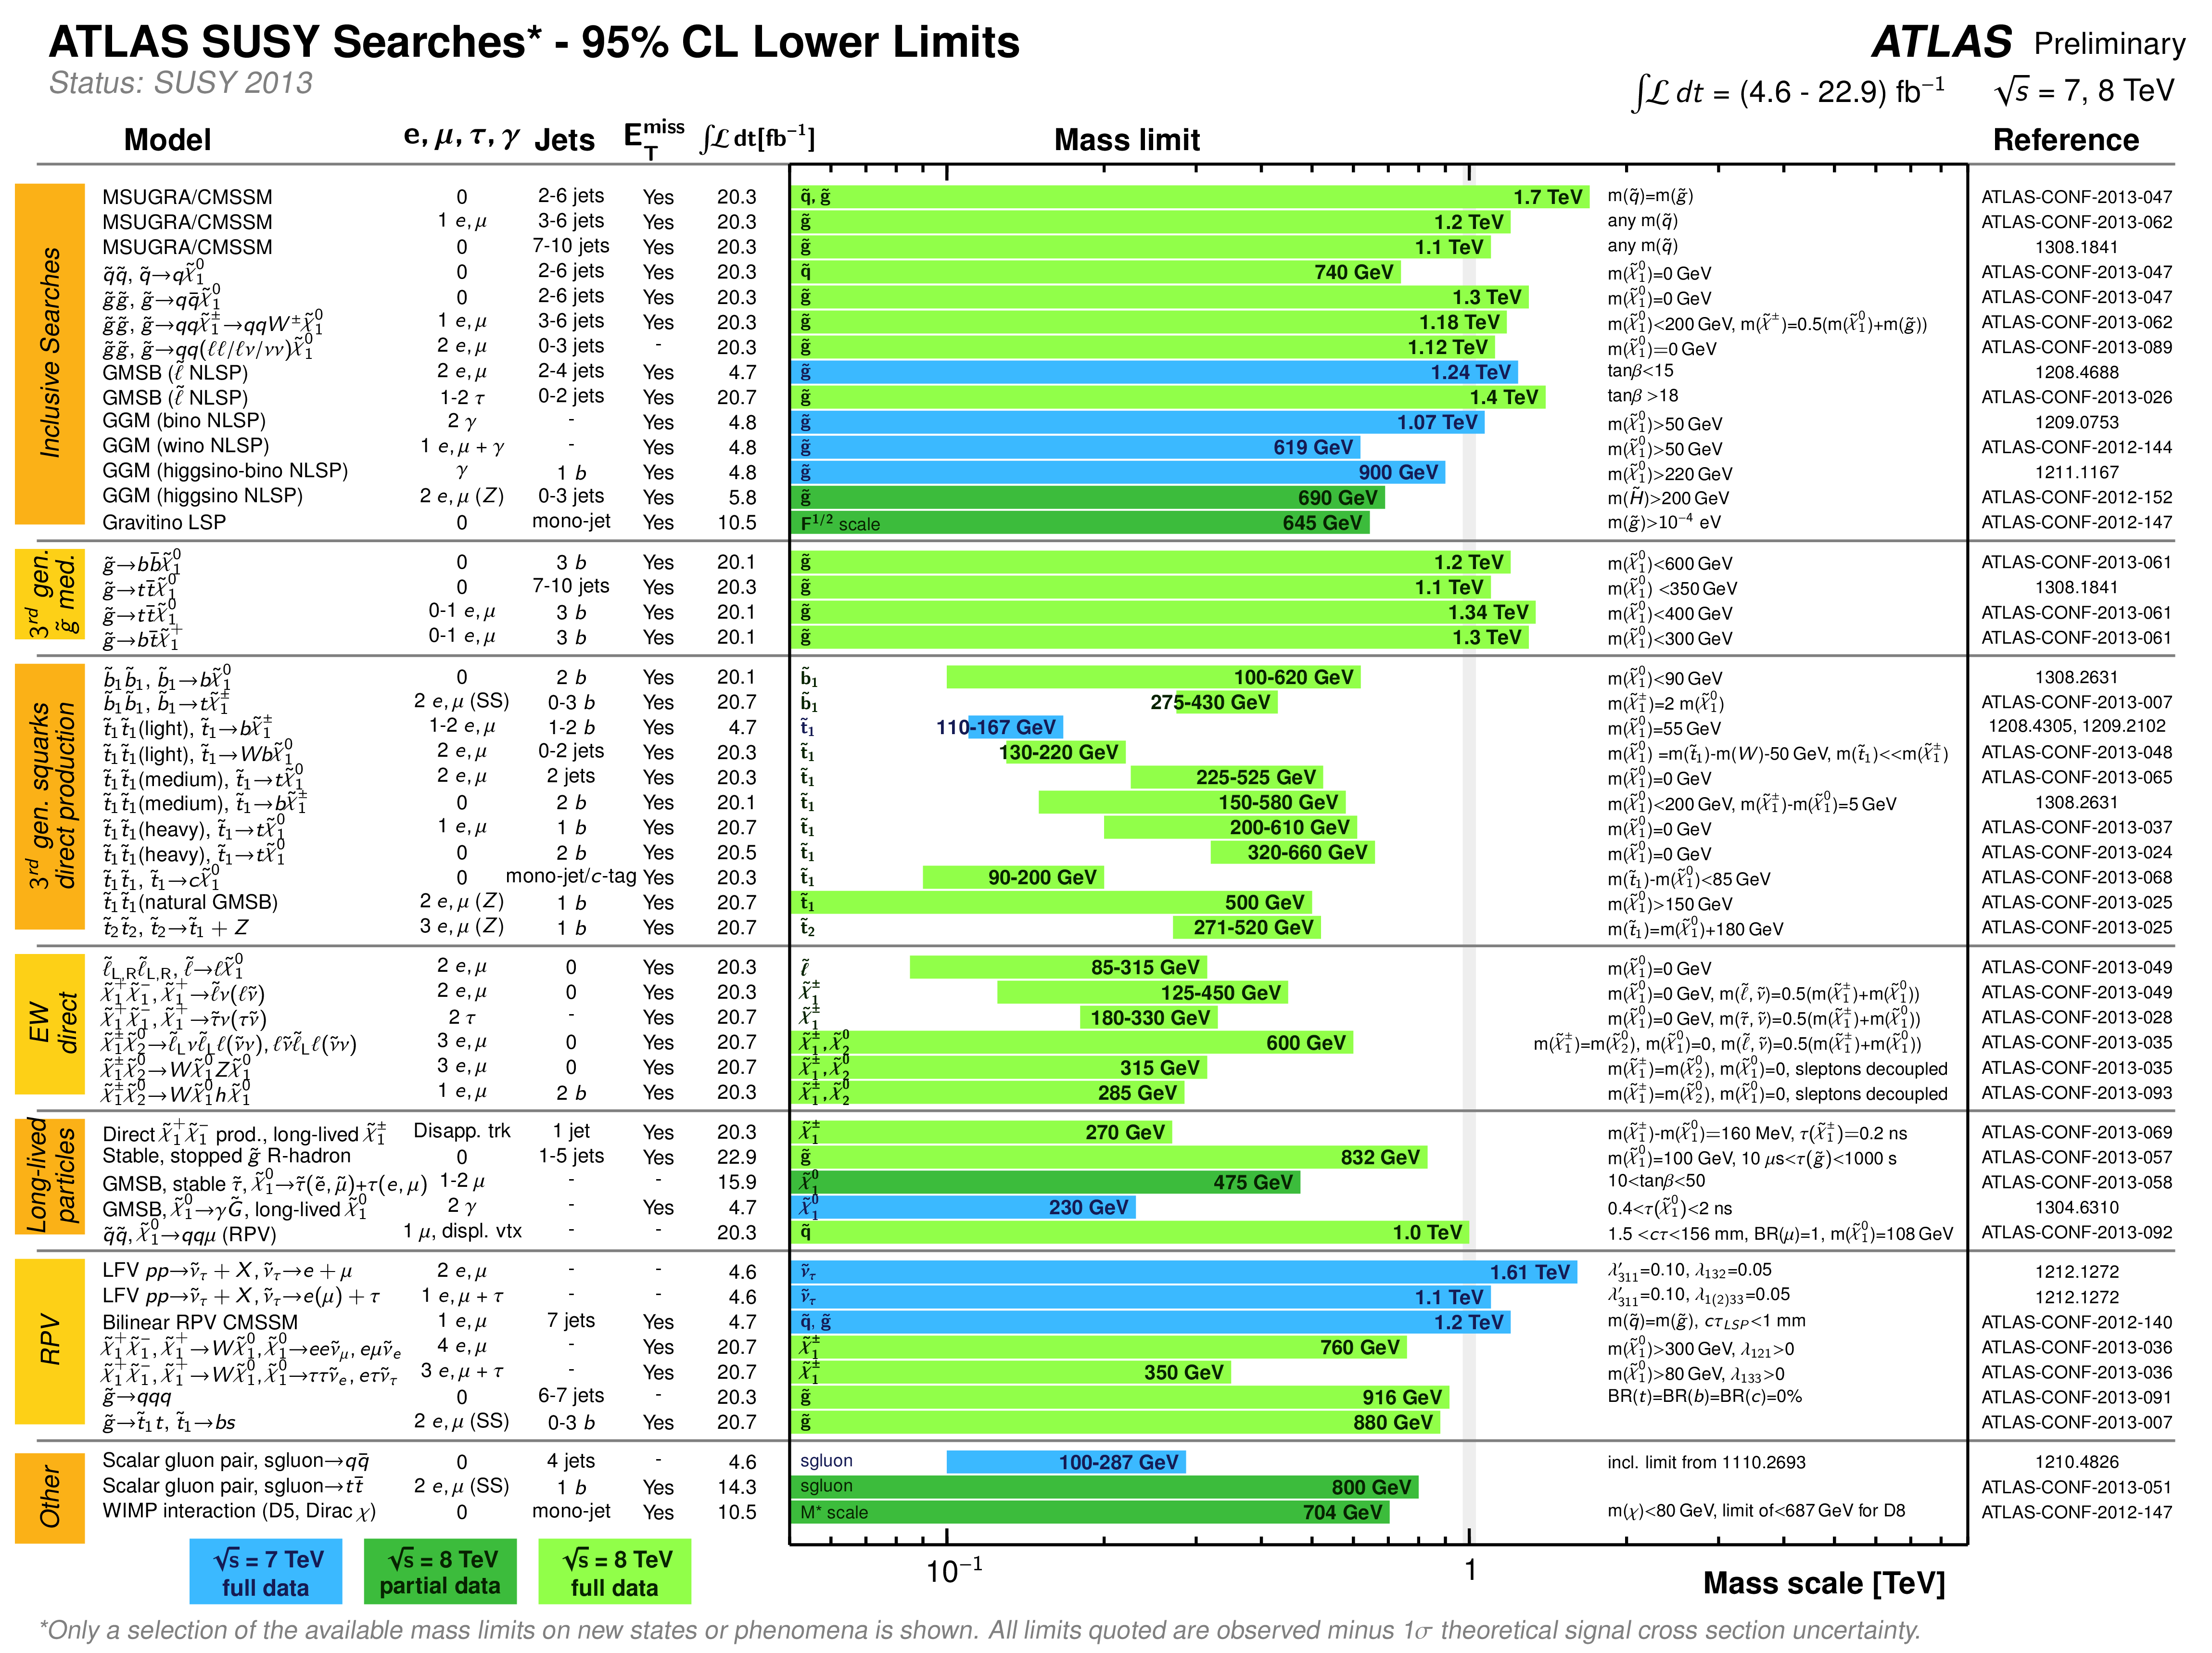 ATLAS SUSY Searches* - 95% CL Lower Limits
ATLAS Preliminary
Status: SUSY 2013
∫ℒ dt = (4.6 - 22.9) fb⁻¹ √s = 7, 8 TeV
Model e, μ, τ, γ Jets E_T^miss ∫ℒ dt[fb⁻¹] Mass limit Reference
Inclusive Searches
MSUGRA/CMSSM 0 2-6 jets Yes 20.3 q̃, g̃ 1.7 TeV m(q̃)=m(g̃) ATLAS-CONF-2013-047
MSUGRA/CMSSM 1 e, μ 3-6 jets Yes 20.3 g̃ 1.2 TeV any m(q̃) ATLAS-CONF-2013-062
MSUGRA/CMSSM 0 7-10 jets Yes 20.3 g̃ 1.1 TeV any m(q̃) 1308.1841
q̃q̃, q̃→qχ̃₁⁰ 0 2-6 jets Yes 20.3 q̃ 740 GeV m(χ̃₁⁰)=0 GeV ATLAS-CONF-2013-047
g̃g̃, g̃→qq̄χ̃₁⁰ 0 2-6 jets Yes 20.3 g̃ 1.3 TeV m(χ̃₁⁰)=0 GeV ATLAS-CONF-2013-047
g̃g̃, g̃→qqχ̃₁±→qqW±χ̃₁⁰ 1 e, μ 3-6 jets Yes 20.3 g̃ 1.18 TeV m(χ̃₁⁰)<200 GeV, m(χ̃±)=0.5(m(χ̃₁⁰)+m(g̃)) ATLAS-CONF-2013-062
g̃g̃, g̃→qq(ℓℓ/ℓν/νν)χ̃₁⁰ 2 e, μ 0-3 jets - 20.3 g̃ 1.12 TeV m(χ̃₁⁰)=0 GeV ATLAS-CONF-2013-089
GMSB (ℓ̃ NLSP) 2 e, μ 2-4 jets Yes 4.7 g̃ 1.24 TeV tanβ<15 1208.4688
GMSB (ℓ̃ NLSP) 1-2 τ 0-2 jets Yes 20.7 g̃ 1.4 TeV tanβ >18 ATLAS-CONF-2013-026
GGM (bino NLSP) 2 γ - Yes 4.8 g̃ 1.07 TeV m(χ̃₁⁰)>50 GeV 1209.0753
GGM (wino NLSP) 1 e, μ + γ - Yes 4.8 g̃ 619 GeV m(χ̃₁⁰)>50 GeV ATLAS-CONF-2012-144
GGM (higgsino-bino NLSP) γ 1 b Yes 4.8 g̃ 900 GeV m(χ̃₁⁰)>220 GeV 1211.1167
GGM (higgsino NLSP) 2 e, μ (Z) 0-3 jets Yes 5.8 g̃ 690 GeV m(H̃)>200 GeV ATLAS-CONF-2012-152
Gravitino LSP 0 mono-jet Yes 10.5 F^1/2 scale 645 GeV m(g̃)>10⁻⁴ eV ATLAS-CONF-2012-147
3rd gen.
g̃ med.
g̃→bb̄χ̃₁⁰ 0 3 b Yes 20.1 g̃ 1.2 TeV m(χ̃₁⁰)<600 GeV ATLAS-CONF-2013-061
g̃→tt̄χ̃₁⁰ 0 7-10 jets Yes 20.3 g̃ 1.1 TeV m(χ̃₁⁰) <350 GeV 1308.1841
g̃→tt̄χ̃₁⁰ 0-1 e, μ 3 b Yes 20.1 g̃ 1.34 TeV m(χ̃₁⁰)<400 GeV ATLAS-CONF-2013-061
g̃→bt̄χ̃₁⁺ 0-1 e, μ 3 b Yes 20.1 g̃ 1.3 TeV m(χ̃₁⁰)<300 GeV ATLAS-CONF-2013-061
3rd gen. squarks
direct production
b̃₁b̃₁, b̃₁→bχ̃₁⁰ 0 2 b Yes 20.1 b̃₁ 100-620 GeV m(χ̃₁⁰)<90 GeV 1308.2631
b̃₁b̃₁, b̃₁→tχ̃₁± 2 e, μ (SS) 0-3 b Yes 20.7 b̃₁ 275-430 GeV m(χ̃₁±)=2 m(χ̃₁⁰) ATLAS-CONF-2013-007
t̃₁t̃₁(light), t̃₁→bχ̃₁± 1-2 e, μ 1-2 b Yes 4.7 t̃₁ 110-167 GeV m(χ̃₁⁰)=55 GeV 1208.4305, 1209.2102
t̃₁t̃₁(light), t̃₁→Wbχ̃₁⁰ 2 e, μ 0-2 jets Yes 20.3 t̃₁ 130-220 GeV m(χ̃₁⁰) =m(t̃₁)-m(W)-50 GeV, m(t̃₁)<<m(χ̃₁±) ATLAS-CONF-2013-048
t̃₁t̃₁(medium), t̃₁→tχ̃₁⁰ 2 e, μ 2 jets Yes 20.3 t̃₁ 225-525 GeV m(χ̃₁⁰)=0 GeV ATLAS-CONF-2013-065
t̃₁t̃₁(medium), t̃₁→bχ̃₁± 0 2 b Yes 20.1 t̃₁ 150-580 GeV m(χ̃₁⁰)<200 GeV, m(χ̃₁±)-m(χ̃₁⁰)=5 GeV 1308.2631
t̃₁t̃₁(heavy), t̃₁→tχ̃₁⁰ 1 e, μ 1 b Yes 20.7 t̃₁ 200-610 GeV m(χ̃₁⁰)=0 GeV ATLAS-CONF-2013-037
t̃₁t̃₁(heavy), t̃₁→tχ̃₁⁰ 0 2 b Yes 20.5 t̃₁ 320-660 GeV m(χ̃₁⁰)=0 GeV ATLAS-CONF-2013-024
t̃₁t̃₁, t̃₁→cχ̃₁⁰ 0 mono-jet/c-tag Yes 20.3 t̃₁ 90-200 GeV m(t̃₁)-m(χ̃₁⁰)<85 GeV ATLAS-CONF-2013-068
t̃₁t̃₁(natural GMSB) 2 e, μ (Z) 1 b Yes 20.7 t̃₁ 500 GeV m(χ̃₁⁰)>150 GeV ATLAS-CONF-2013-025
t̃₂t̃₂, t̃₂→t̃₁ + Z 3 e, μ (Z) 1 b Yes 20.7 t̃₂ 271-520 GeV m(t̃₁)=m(χ̃₁⁰)+180 GeV ATLAS-CONF-2013-025
EW
direct
ℓ̃L,Rℓ̃L,R, ℓ̃→ℓχ̃₁⁰ 2 e, μ 0 Yes 20.3 ℓ̃ 85-315 GeV m(χ̃₁⁰)=0 GeV ATLAS-CONF-2013-049
χ̃₁⁺χ̃₁⁻, χ̃₁⁺→ℓ̃ν(ℓν̃) 2 e, μ 0 Yes 20.3 χ̃₁± 125-450 GeV m(χ̃₁⁰)=0 GeV, m(ℓ̃, ν̃)=0.5(m(χ̃₁±)+m(χ̃₁⁰)) ATLAS-CONF-2013-049
χ̃₁⁺χ̃₁⁻, χ̃₁⁺→τ̃ν(τν̃) 2 τ - Yes 20.7 χ̃₁± 180-330 GeV m(χ̃₁⁰)=0 GeV, m(τ̃, ν̃)=0.5(m(χ̃₁±)+m(χ̃₁⁰)) ATLAS-CONF-2013-028
χ̃₁±χ̃₂⁰→ℓ̃Lνℓ̃Lℓ(ν̃ν), ℓν̃ℓ̃Lℓ(ν̃ν) 3 e, μ 0 Yes 20.7 χ̃₁±, χ̃₂⁰ 600 GeV m(χ̃₁±)=m(χ̃₂⁰), m(χ̃₁⁰)=0, m(ℓ̃, ν̃)=0.5(m(χ̃₁±)+m(χ̃₁⁰)) ATLAS-CONF-2013-035
χ̃₁±χ̃₂⁰→Wχ̃₁⁰Zχ̃₁⁰ 3 e, μ 0 Yes 20.7 χ̃₁±, χ̃₂⁰ 315 GeV m(χ̃₁±)=m(χ̃₂⁰), m(χ̃₁⁰)=0, sleptons decoupled ATLAS-CONF-2013-035
χ̃₁±χ̃₂⁰→Wχ̃₁⁰hχ̃₁⁰ 1 e, μ 2 b Yes 20.3 χ̃₁±, χ̃₂⁰ 285 GeV m(χ̃₁±)=m(χ̃₂⁰), m(χ̃₁⁰)=0, sleptons decoupled ATLAS-CONF-2013-093
Long-lived
particles
Direct χ̃₁⁺χ̃₁⁻ prod., long-lived χ̃₁± Disapp. trk 1 jet Yes 20.3 χ̃₁± 270 GeV m(χ̃₁±)-m(χ̃₁⁰)=160 MeV, τ(χ̃₁±)=0.2 ns ATLAS-CONF-2013-069
Stable, stopped g̃ R-hadron 0 1-5 jets Yes 22.9 g̃ 832 GeV m(χ̃₁⁰)=100 GeV, 10 μs<τ(g̃)<1000 s ATLAS-CONF-2013-057
GMSB, stable τ̃, χ̃₁⁰→τ̃(ẽ, μ̃)+τ(e, μ) 1-2 μ - - 15.9 χ̃₁⁰ 475 GeV 10<tanβ<50 ATLAS-CONF-2013-058
GMSB, χ̃₁⁰→γG̃, long-lived χ̃₁⁰ 2 γ - Yes 4.7 χ̃₁⁰ 230 GeV 0.4<τ(χ̃₁⁰)<2 ns 1304.6310
q̃q̃, χ̃₁⁰→qqμ (RPV) 1 μ, displ. vtx - - 20.3 q̃ 1.0 TeV 1.5 <cτ<156 mm, BR(μ)=1, m(χ̃₁⁰)=108 GeV ATLAS-CONF-2013-092
RPV
LFV pp→ν̃τ + X, ν̃τ→e + μ 2 e, μ - - 4.6 ν̃τ 1.61 TeV λ′₃₁₁=0.10, λ₁₃₂=0.05 1212.1272
LFV pp→ν̃τ + X, ν̃τ→e(μ) + τ 1 e, μ + τ - - 4.6 ν̃τ 1.1 TeV λ′₃₁₁=0.10, λ₁₍₂₎₃₃=0.05 1212.1272
Bilinear RPV CMSSM 1 e, μ 7 jets Yes 4.7 q̃, g̃ 1.2 TeV m(q̃)=m(g̃), cτLSP<1 mm ATLAS-CONF-2012-140
χ̃₁⁺χ̃₁⁻, χ̃₁⁺→Wχ̃₁⁰, χ̃₁⁰→eeν̃μ, eμν̃e 4 e, μ - Yes 20.7 χ̃₁± 760 GeV m(χ̃₁⁰)>300 GeV, λ₁₂₁>0 ATLAS-CONF-2013-036
χ̃₁⁺χ̃₁⁻, χ̃₁⁺→Wχ̃₁⁰, χ̃₁⁰→ττν̃e, eτν̃τ 3 e, μ + τ - Yes 20.7 χ̃₁± 350 GeV m(χ̃₁⁰)>80 GeV, λ₁₃₃>0 ATLAS-CONF-2013-036
g̃→qqq 0 6-7 jets - 20.3 g̃ 916 GeV BR(t)=BR(b)=BR(c)=0% ATLAS-CONF-2013-091
g̃→t̃₁t, t̃₁→bs 2 e, μ (SS) 0-3 b Yes 20.7 g̃ 880 GeV ATLAS-CONF-2013-007
Other
Scalar gluon pair, sgluon→qq̄ 0 4 jets - 4.6 sgluon 100-287 GeV incl. limit from 1110.2693 1210.4826
Scalar gluon pair, sgluon→tt̄ 2 e, μ (SS) 1 b Yes 14.3 sgluon 800 GeV ATLAS-CONF-2013-051
WIMP interaction (D5, Dirac χ) 0 mono-jet Yes 10.5 M* scale 704 GeV m(χ)<80 GeV, limit of<687 GeV for D8 ATLAS-CONF-2012-147
10⁻¹ 1
Mass scale [TeV]
√s = 7 TeV
full data
√s = 8 TeV
partial data
√s = 8 TeV
full data
*Only a selection of the available mass limits on new states or phenomena is shown. All limits quoted are observed minus 1σ theoretical signal cross section uncertainty.